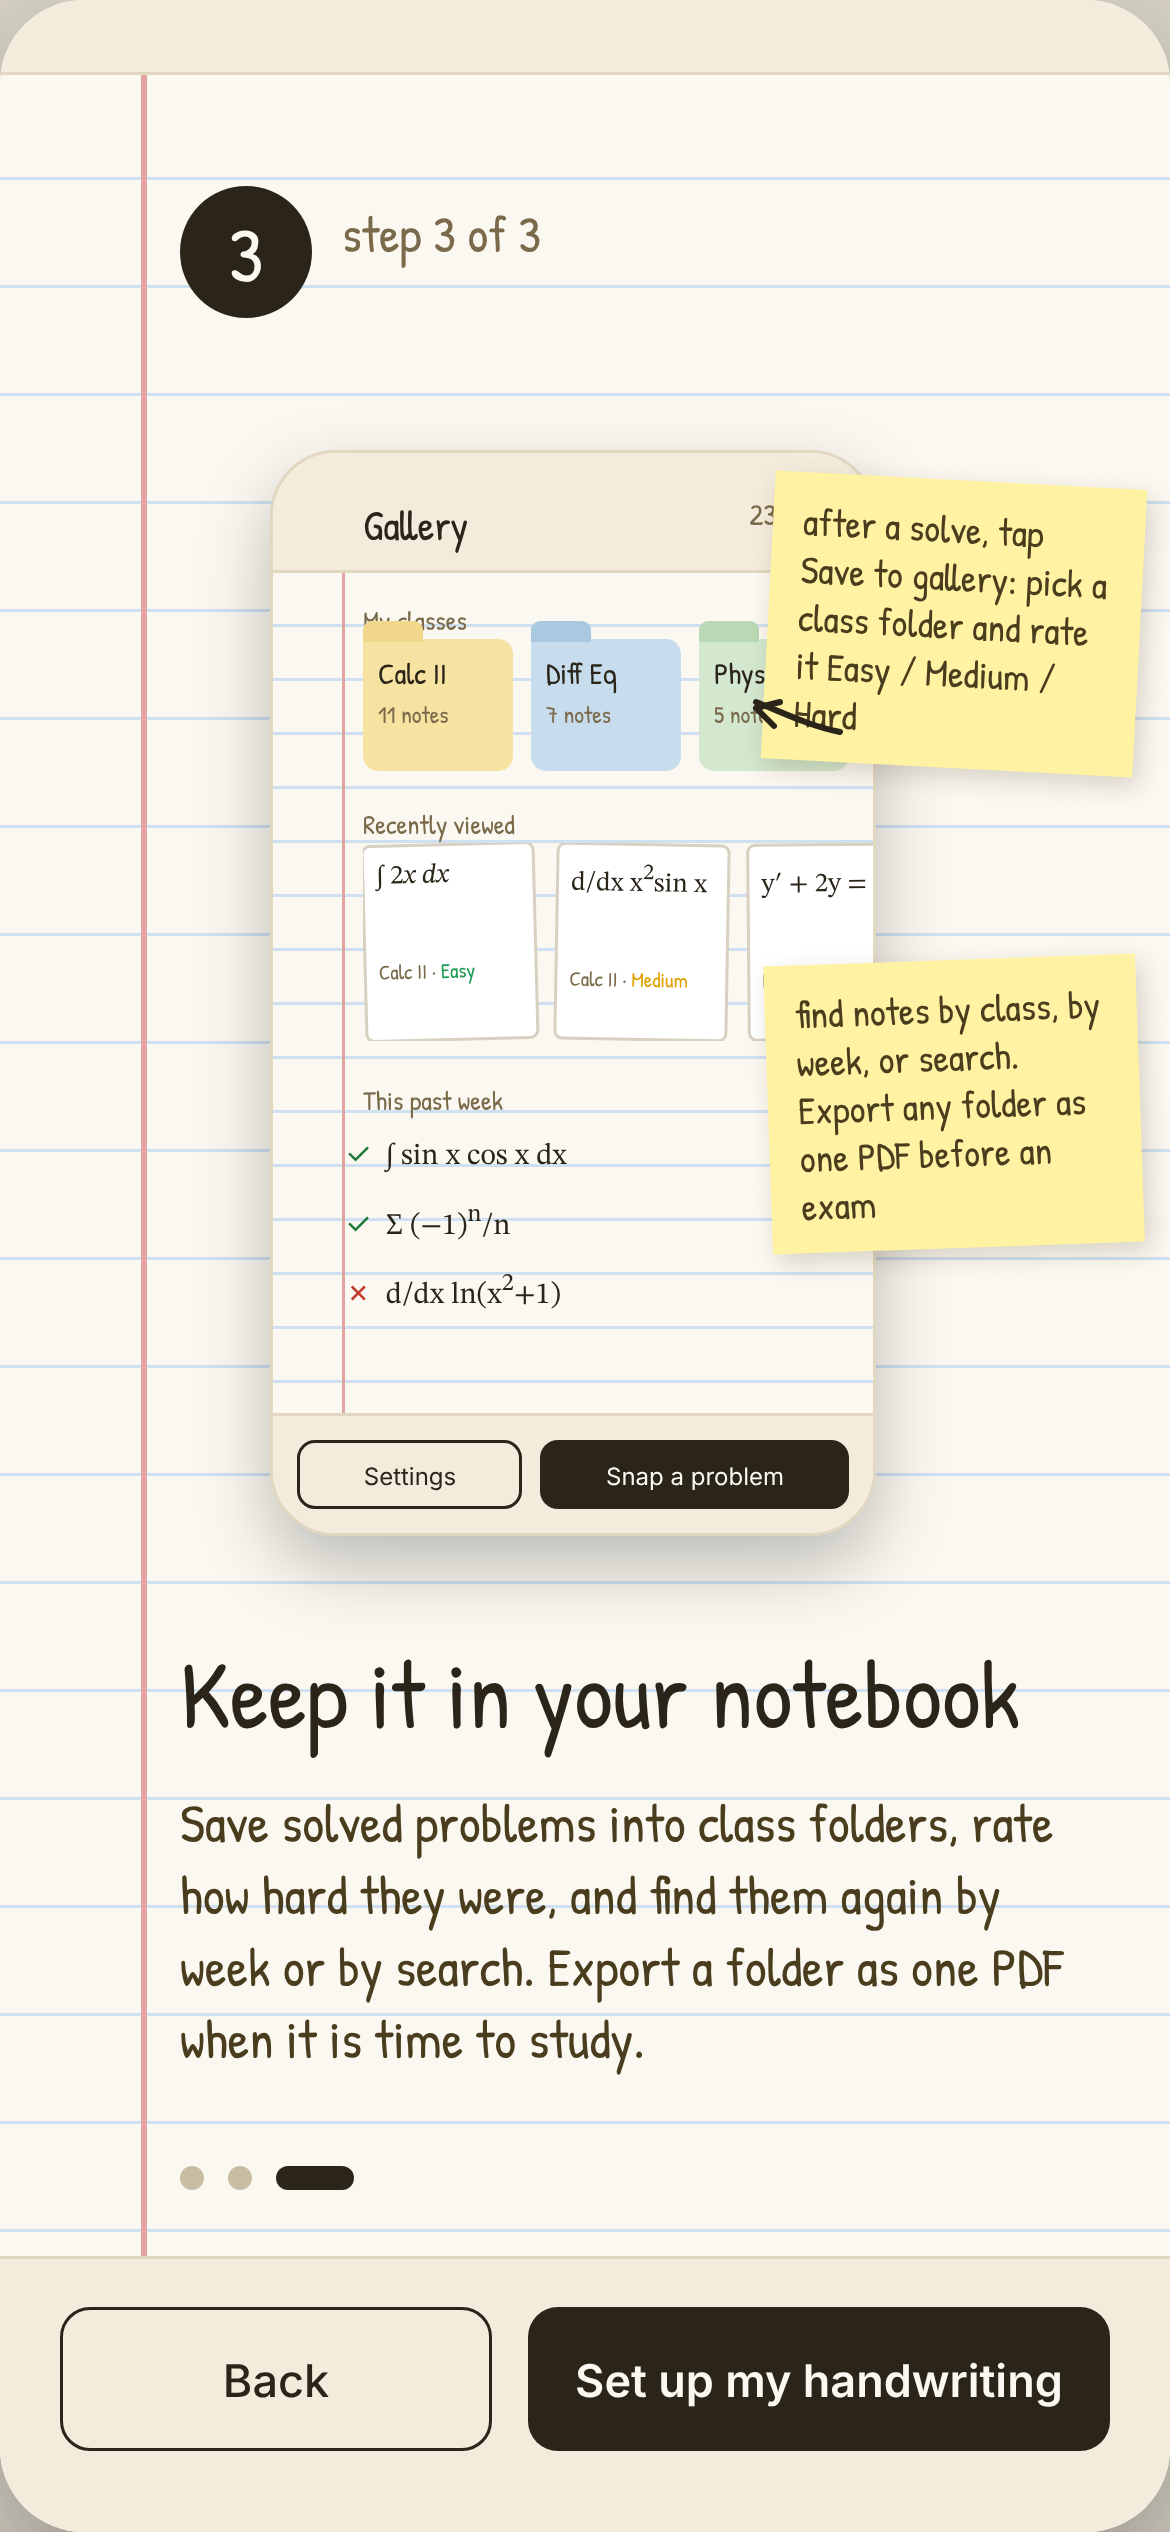 3
step 3 of 3
Gallery
23
after a solve, tap
Save to gallery: pick a
class folder and rate
it Easy / Medium /
Hard
My classes
Calc II
11 notes
Diff Eq
7 notes
Phys
5
Recently viewed
∫ 2x dx
Calc II · Easy
d/dx x²sin x
Calc II · Medium
y′ + 2y =
find notes by class, by
week, or search.
Export any folder as
one PDF before an
exam
This past week
✓ ∫ sin x cos x dx
✓ Σ (−1)ⁿ/n
✕ d/dx ln(x²+1)
Settings
Snap a problem
Keep it in your notebook
Save solved problems into class folders, rate
how hard they were, and find them again by
week or by search. Export a folder as one PDF
when it is time to study.
Back
Set up my handwriting